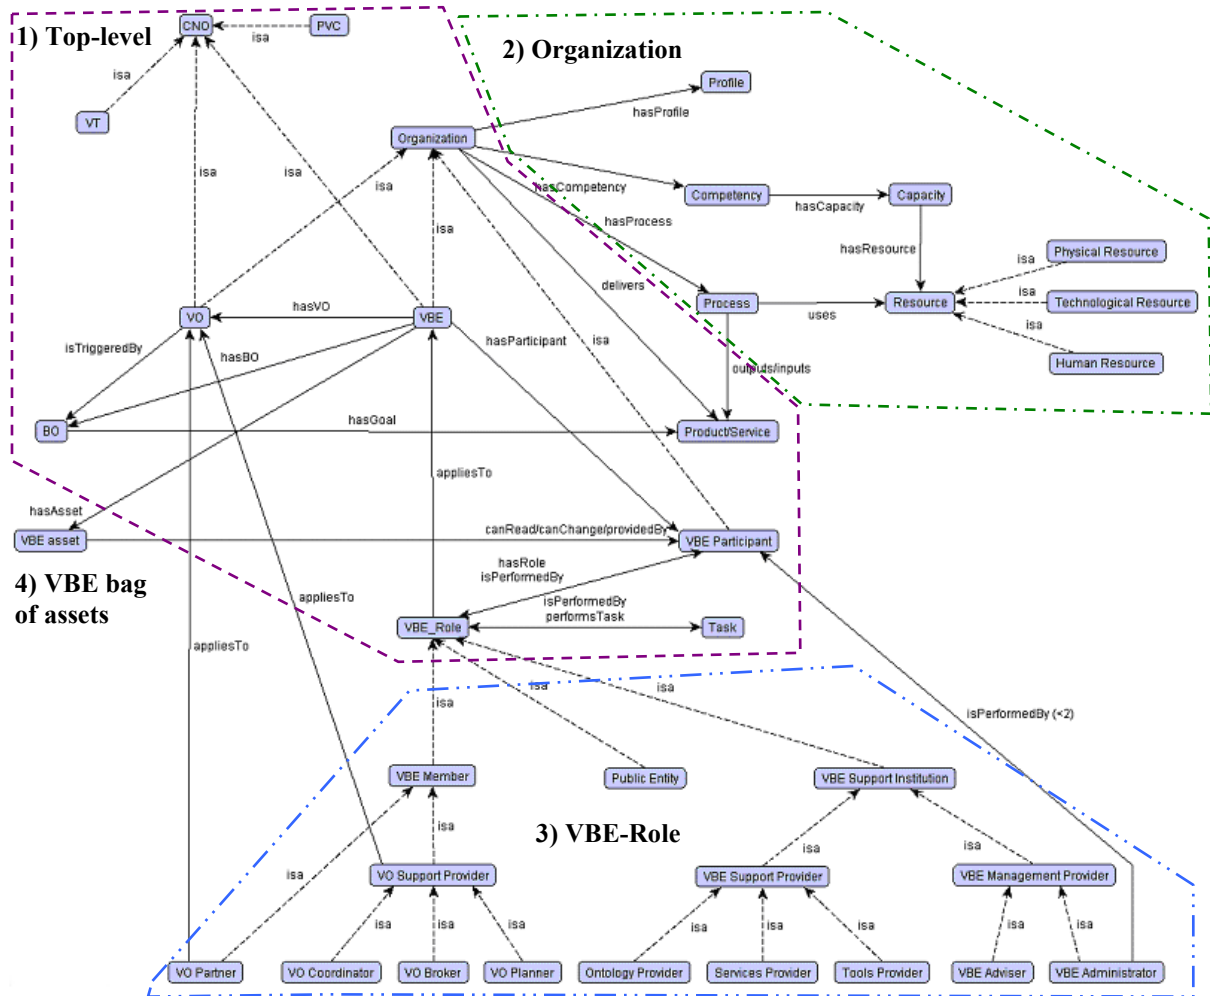 1) Top-level
CNO
isa
PVC
2) Organization
isa
VT
Profile
hasProfile
Organization
isa
isa
isa
hasCompetency
Competency
hasCapacity
Capacity
hasProcess
isa
hasResource
isa
Physical Resource
delivers
isa
VO
hasVO
VBE
Process
uses
Resource
Technological Resource
isa
isTriggeredBy
hasBO
hasParticipant
isa
outputs/inputs
Human Resource
BO
hasGoal
Product/Service
appliesTo
hasAsset
VBE asset
canRead/canChange/providedBy
VBE Participant
hasRole
isPerformedBy
4) VBE bag
of assets
appliesTo
isPerformedBy
performsTask
VBE_Role
Task
appliesTo
isa
isa
isa
isPerformedBy (<2)
VBE Member
Public Entity
VBE Support Institution
isa
3) VBE-Role
isa
isa
isa
VO Support Provider
VBE Support Provider
VBE Management Provider
isa
isa
isa
isa
isa
isa
isa
isa
VO Partner
VO Coordinator
VO Broker
VO Planner
Ontology Provider
Services Provider
Tools Provider
VBE Adviser
VBE Administrator